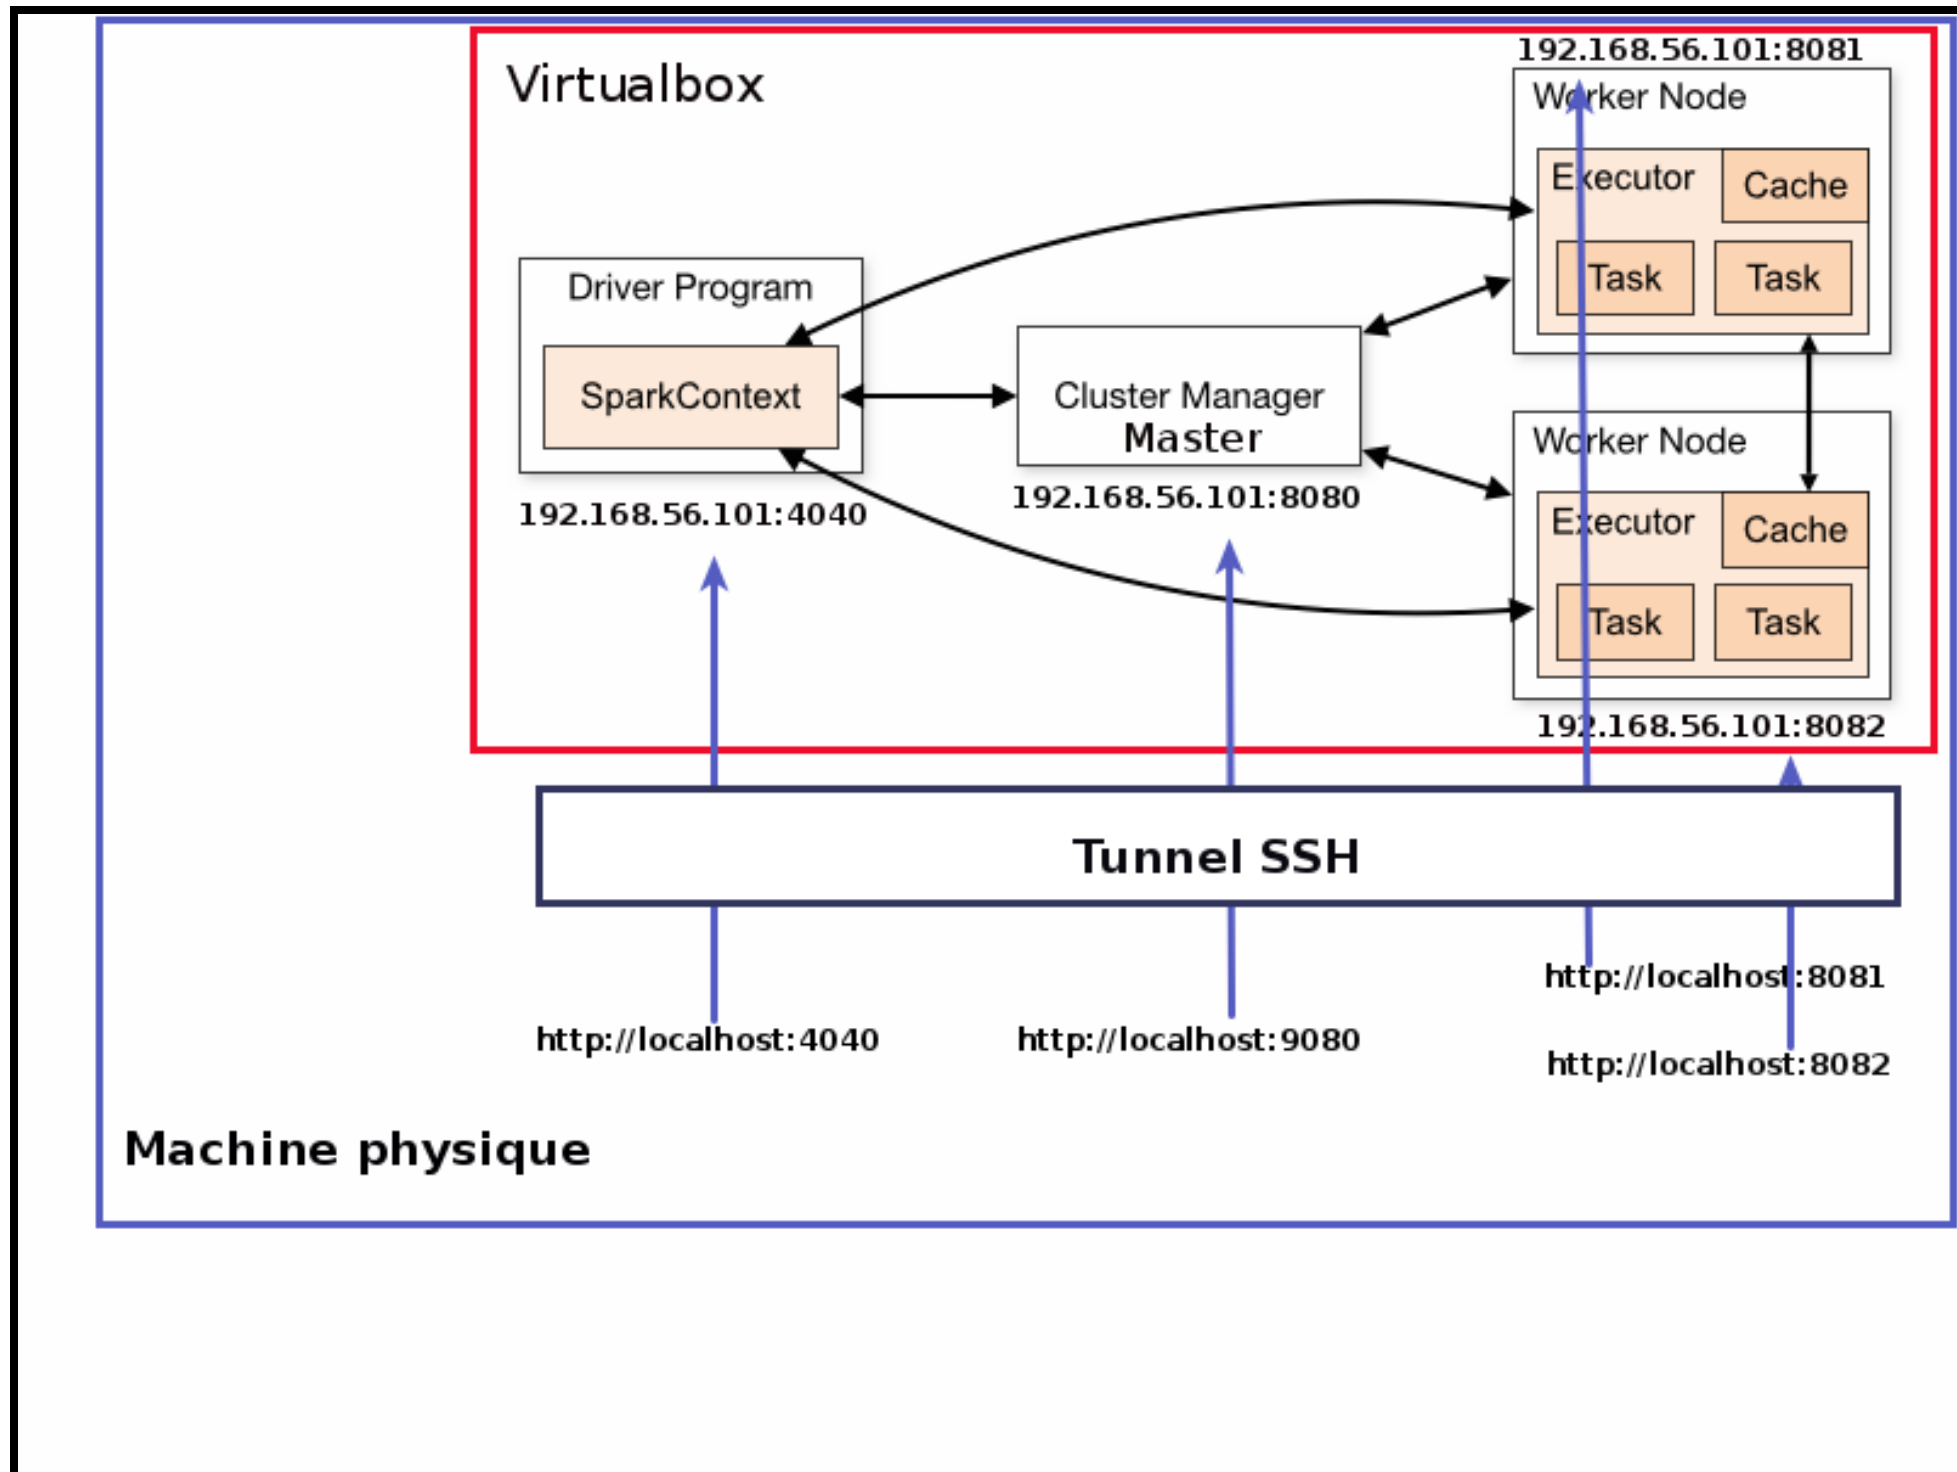 192.168.56.101:8081
Virtualbox
Worker Node
Executor
Cache
Task
Task
Driver Program
SparkContext
192.168.56.101:4040
Cluster Manager
Master
192.168.56.101:8080
Worker Node
Executor
Cache
Task
Task
192.168.56.101:8082
Tunnel SSH
http://localhost:8081
http://localhost:4040
http://localhost:9080
http://localhost:8082
Machine physique